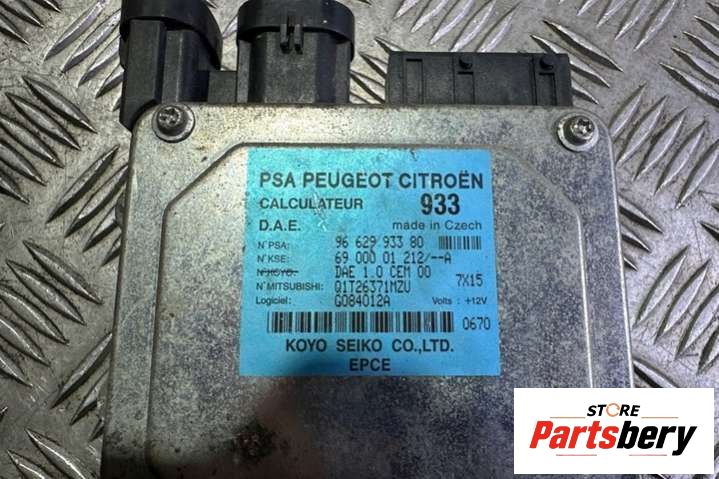 PSA PEUGEOT CITROËN
CALCULATEUR 933
D.A.E. made in Czech
N°PSA: 96 629 933 80
N°KSE: 69 000 01 212/--A
N°KOYO: DAE 1.0 CEM 00 7X15
N°MITSUBISHI: Q1T26371MZU
Logiciel: G084012A Volts : +12V
0670
KOYO SEIKO CO.,LTD.
EPCE
STORE
Partsbery